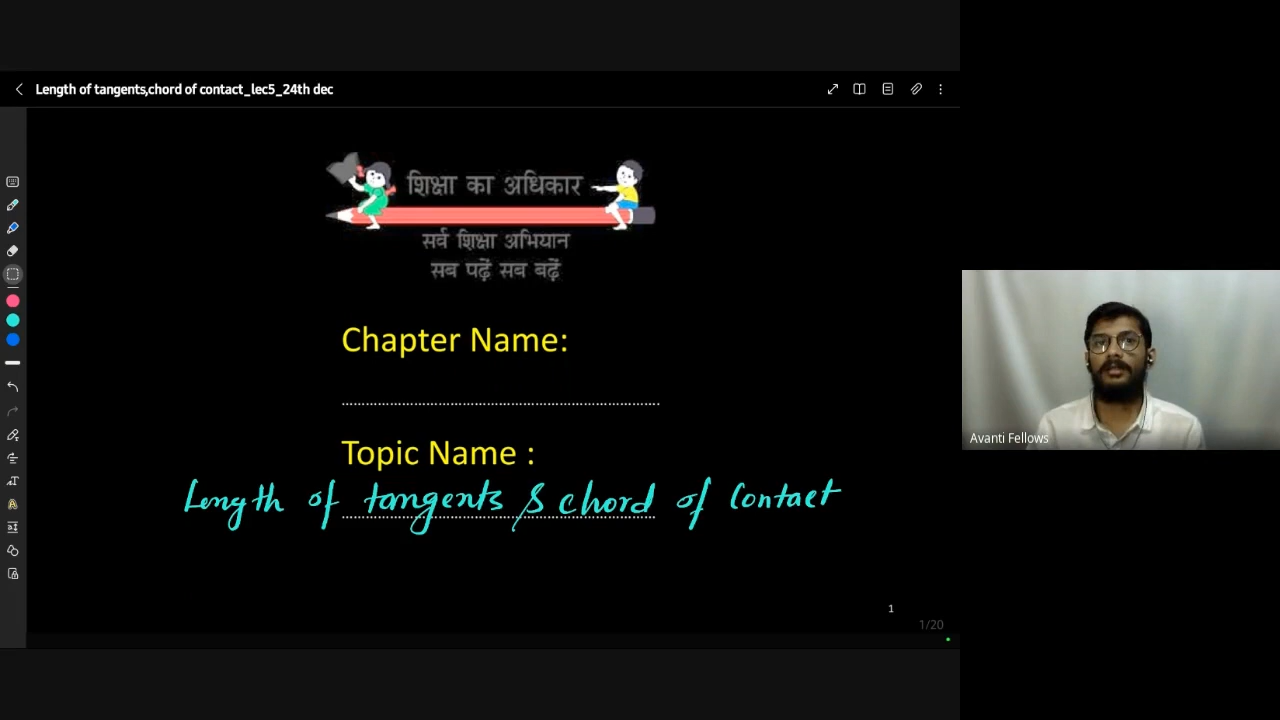 Length of tangents,chord of contact_lec5_24th dec
शिक्षा का अधिकार
सर्व शिक्षा अभियान
सब पढ़ें सब बढ़ें
Chapter Name:
Topic Name :
Length of tangents & chord of Contact
1
1/20
Avanti Fellows